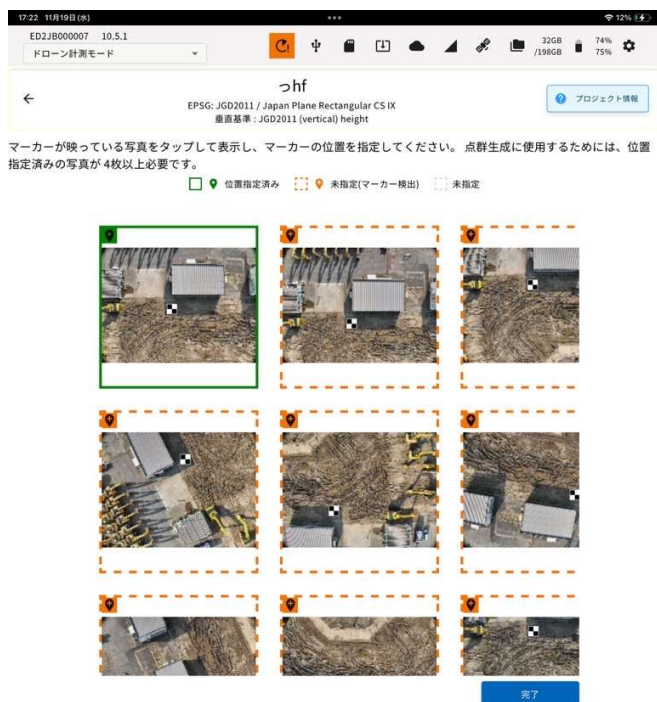 17:22 11月19日(水)
12%
ED2JB000007 10.5.1
ドローン計測モード
32GB
/198GB
74%
75%
つhf
EPSG: JGD2011 / Japan Plane Rectangular CS IX
垂直基準 : JGD2011 (vertical) height
プロジェクト情報
マーカーが映っている写真をタップして表示し、マーカーの位置を指定してください。 点群生成に使用するためには、位置
指定済みの写真が 4枚以上必要です。
位置指定済み 未指定(マーカー検出) 未指定
完了